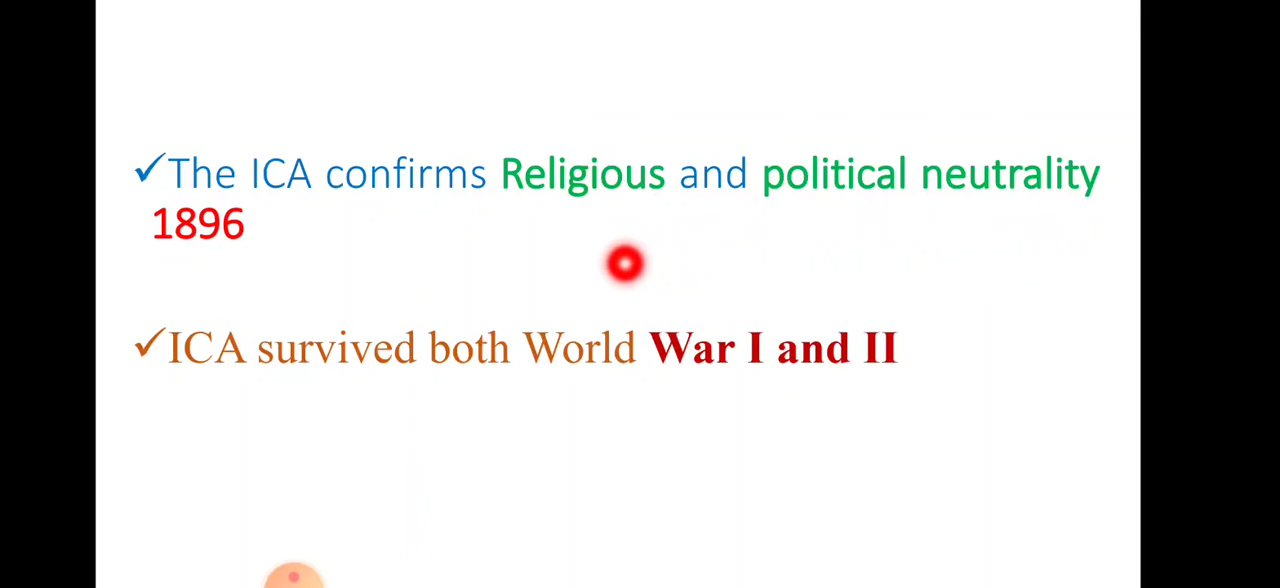 ✓The ICA confirms Religious and political neutrality
1896
✓ICA survived both World War I and II